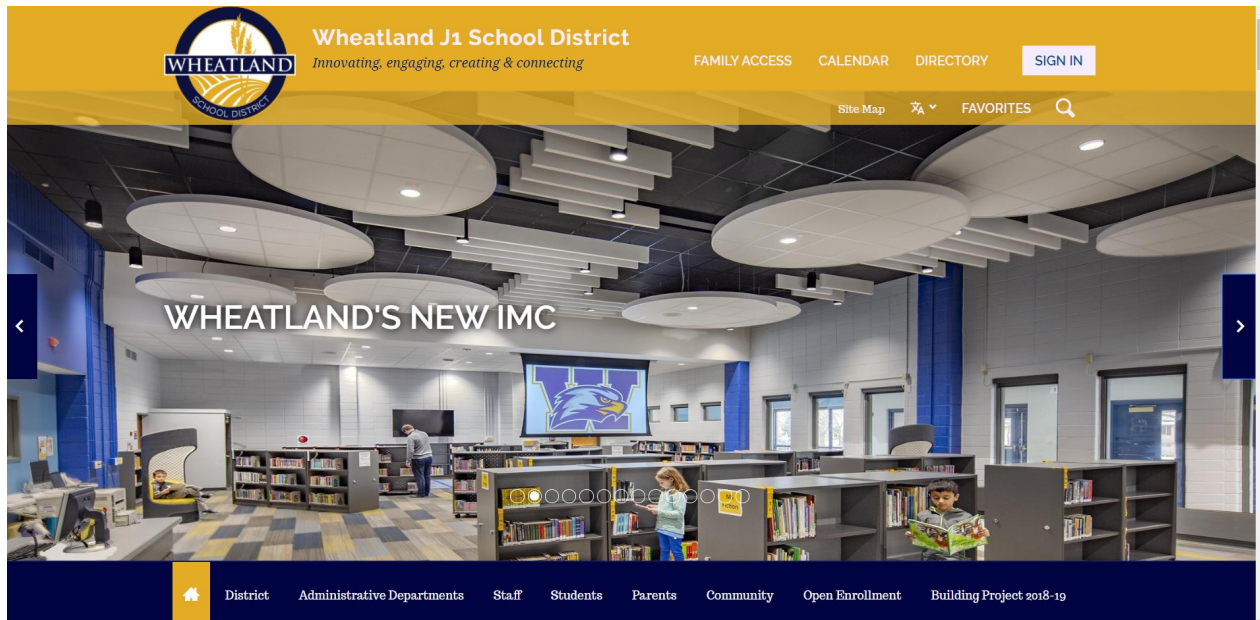 WHEATLAND
SCHOOL DISTRICT
Wheatland J1 School District
Innovating, engaging, creating & connecting
FAMILY ACCESS CALENDAR DIRECTORY SIGN IN
Site Map FAVORITES
WHEATLAND'S NEW IMC
W
District Administrative Departments Staff Students Parents Community Open Enrollment Building Project 2018-19